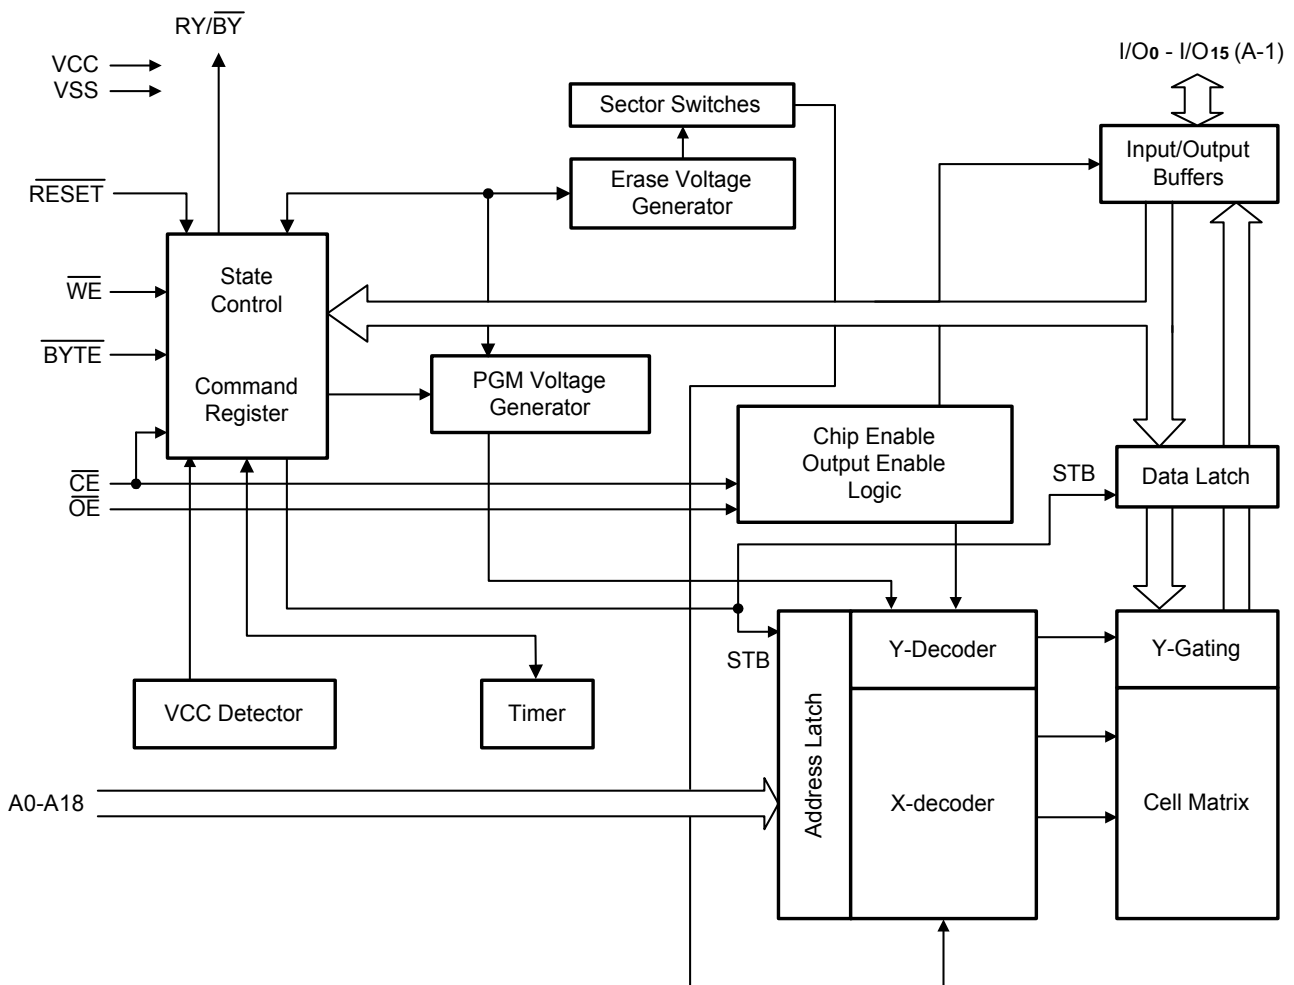 RY/BY
VCC
VSS
I/O0 - I/O15 (A-1)
Sector Switches
Input/Output
Buffers
RESET
Erase Voltage
Generator
State
Control
WE
BYTE
Command
Register
PGM Voltage
Generator
Chip Enable
Output Enable
Logic
CE
OE
STB
Data Latch
STB
Y-Decoder
Y-Gating
VCC Detector
Timer
Address Latch
A0-A18
X-decoder
Cell Matrix